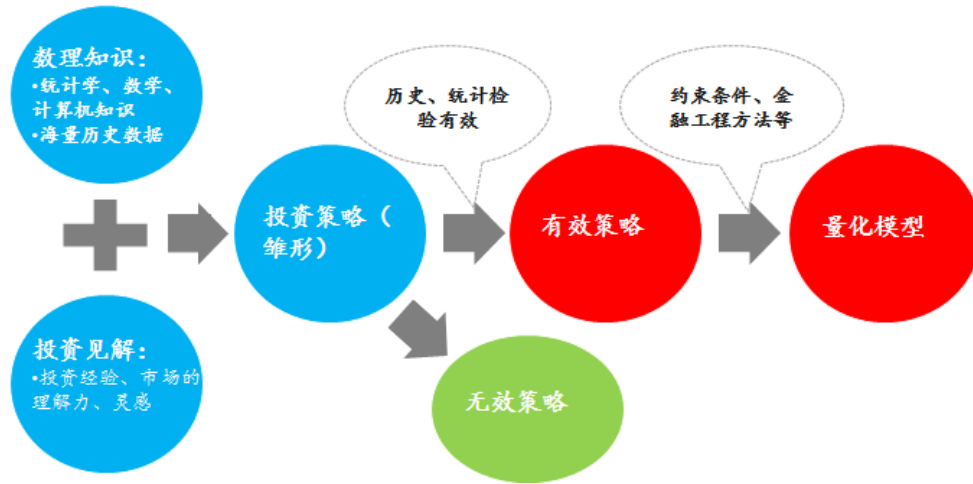 数理知识：
•统计学、数学、
计算机知识
•海量历史数据
投资见解：
•投资经验、市场的
理解力、灵感
投资策略（
雏形）
历史、统计检
验有效
有效策略
无效策略
约束条件、金
融工程方法等
量化模型